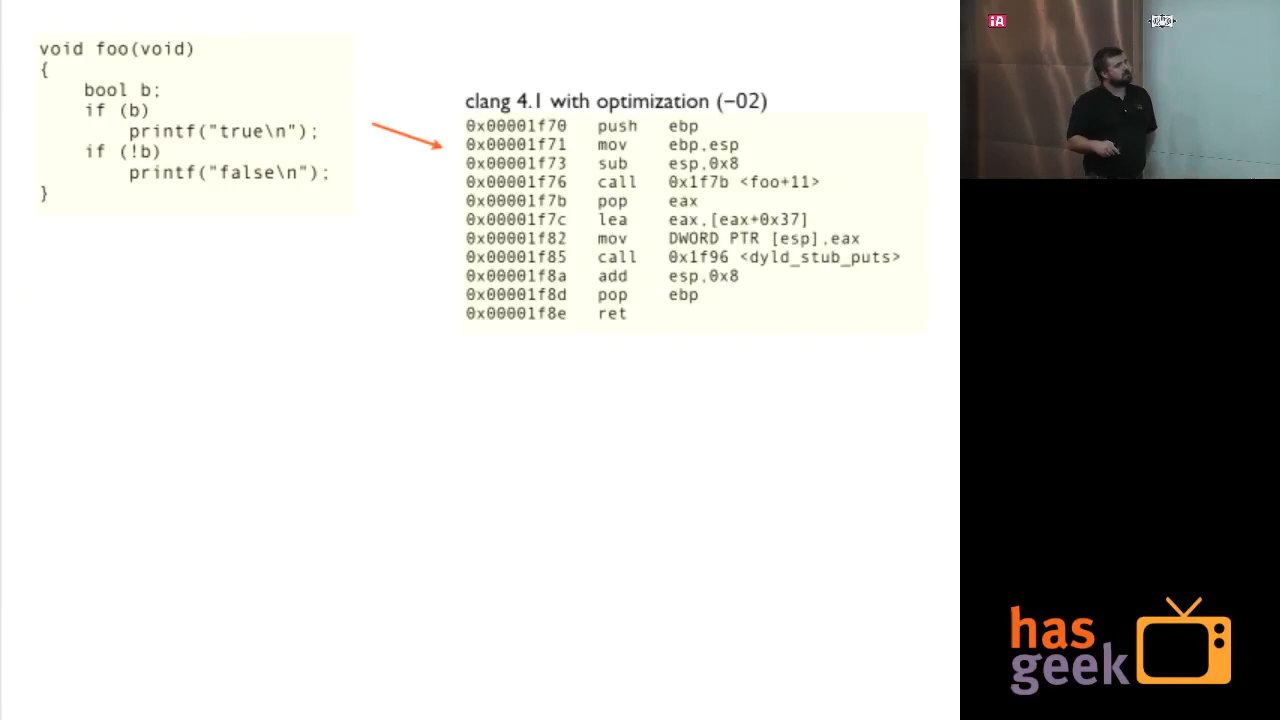 void foo(void)
{
    bool b;
    if (b)
        printf("true\n");
    if (!b)
        printf("false\n");
}
clang 4.1 with optimization (-02)
0x00001f70   push   ebp
0x00001f71   mov    ebp,esp
0x00001f73   sub    esp,0x8
0x00001f76   call   0x1f7b <foo+11>
0x00001f7b   pop    eax
0x00001f7c   lea    eax,[eax+0x37]
0x00001f82   mov    DWORD PTR [esp],eax
0x00001f85   call   0x1f96 <dyld_stub_puts>
0x00001f8a   add    esp,0x8
0x00001f8d   pop    ebp
0x00001f8e   ret
iA
has
geek